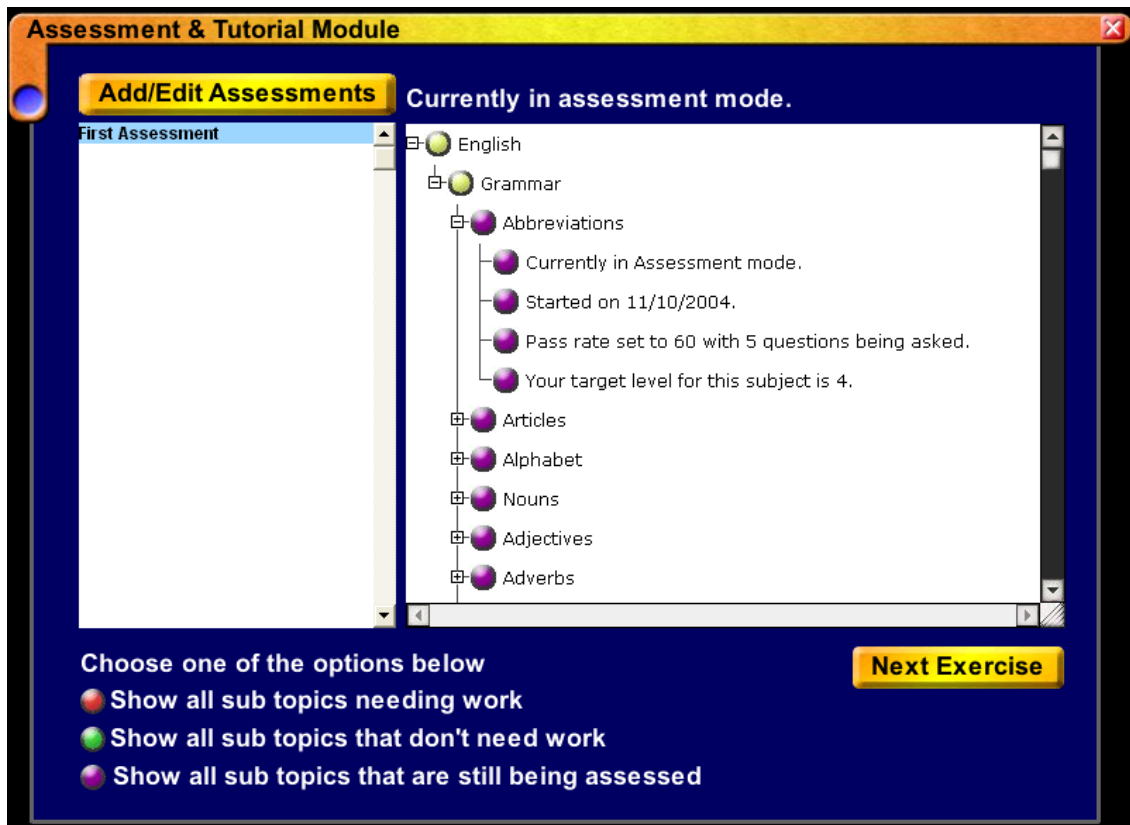 Assessment & Tutorial Module
Add/Edit Assessments
Currently in assessment mode.
First Assessment
English
Grammar
Abbreviations
Currently in Assessment mode.
Started on 11/10/2004.
Pass rate set to 60 with 5 questions being asked.
Your target level for this subject is 4.
Articles
Alphabet
Nouns
Adjectives
Adverbs
Choose one of the options below
Next Exercise
Show all sub topics needing work
Show all sub topics that don't need work
Show all sub topics that are still being assessed